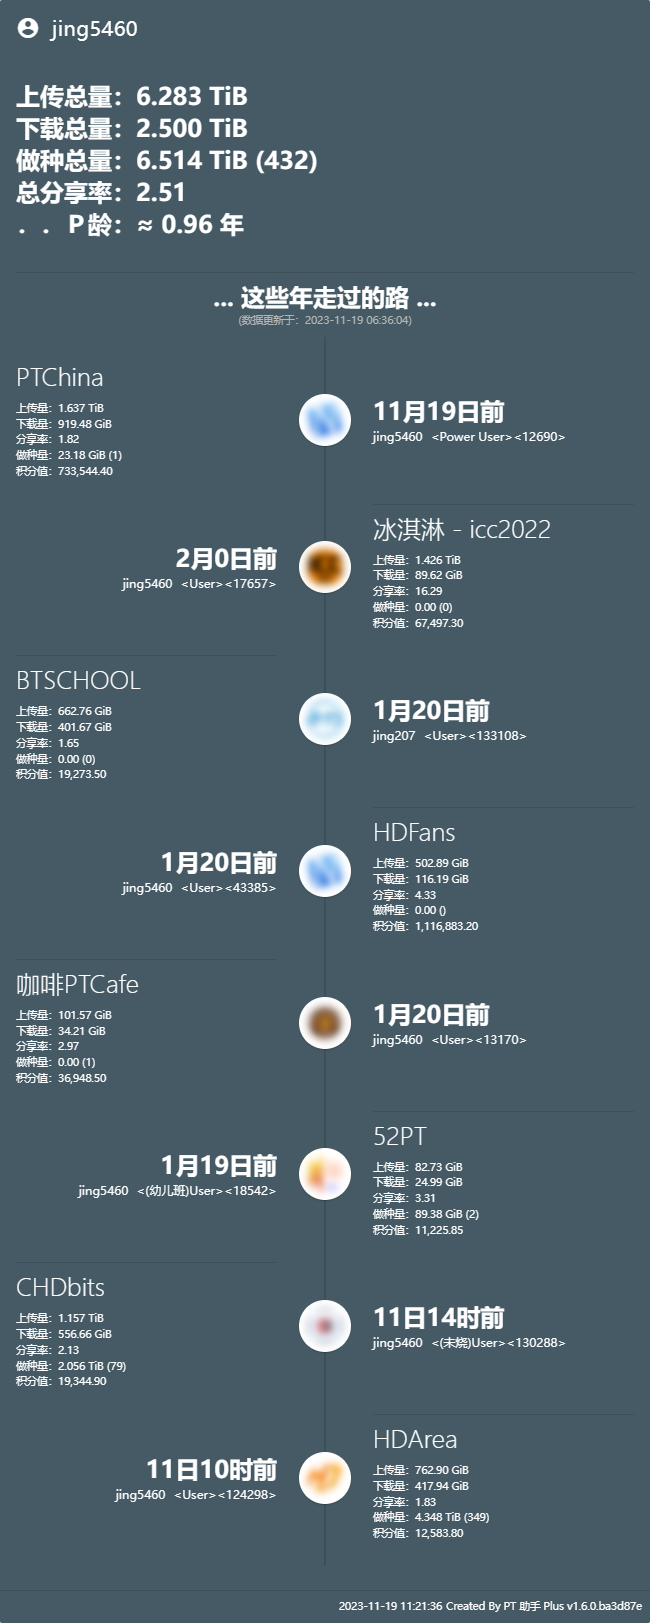 jing5460
上传总量：6.283 TiB
下载总量：2.500 TiB
做种总量：6.514 TiB (432)
总分享率：2.51
．．P龄：≈ 0.96 年
... 这些年走过的路 ...
(数据更新于：2023-11-19 06:36:04)
PTChina
上传量：1.637 TiB
下载量：919.48 GiB
分享率：1.82
做种量：23.18 GiB (1)
积分值：733,544.40
11月19日前
jing5460 <Power User><12690>
冰淇淋 - icc2022
上传量：1.426 TiB
下载量：89.62 GiB
分享率：16.29
做种量：0.00 (0)
积分值：67,497.30
2月0日前
jing5460 <User><17657>
BTSCHOOL
上传量：662.76 GiB
下载量：401.67 GiB
分享率：1.65
做种量：0.00 (0)
积分值：19,273.50
1月20日前
jing207 <User><133108>
HDFans
上传量：502.89 GiB
下载量：116.19 GiB
分享率：4.33
做种量：0.00 ()
积分值：1,116,883.20
1月20日前
jing5460 <User><43385>
咖啡PTCafe
上传量：101.57 GiB
下载量：34.21 GiB
分享率：2.97
做种量：0.00 (1)
积分值：36,948.50
1月20日前
jing5460 <User><13170>
52PT
上传量：82.73 GiB
下载量：24.99 GiB
分享率：3.31
做种量：89.38 GiB (2)
积分值：11,225.85
1月19日前
jing5460 <(幼儿班)User><18542>
CHDbits
上传量：1.157 TiB
下载量：556.66 GiB
分享率：2.13
做种量：2.056 TiB (79)
积分值：19,344.90
11日14时前
jing5460 <(未烧)User><130288>
HDArea
上传量：762.90 GiB
下载量：417.94 GiB
分享率：1.83
做种量：4.348 TiB (349)
积分值：12,583.80
11日10时前
jing5460 <User><124298>
2023-11-19 11:21:36 Created By PT 助手 Plus v1.6.0.ba3d87e